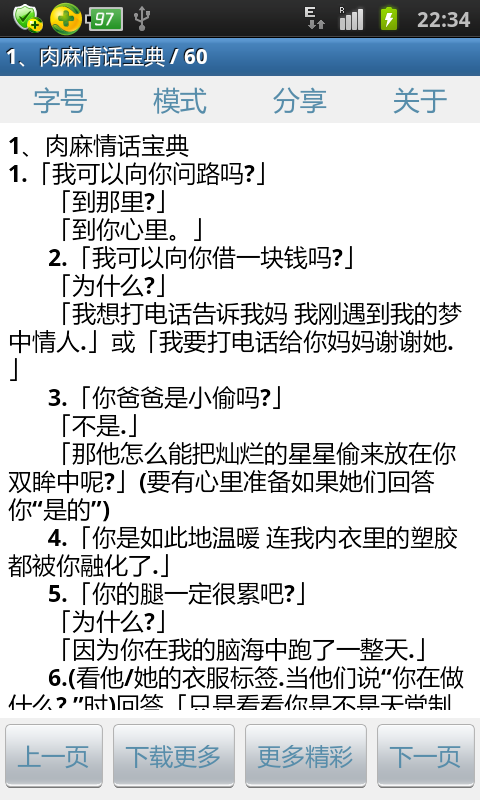 97
E
R
22:34
1、肉麻情话宝典 / 60
字号 模式 分享 关于
1、肉麻情话宝典
1.「我可以向你问路吗?」
「到那里?」
「到你心里。」
2.「我可以向你借一块钱吗?」
「为什么?」
「我想打电话告诉我妈 我刚遇到我的梦
中情人.」或「我要打电话给你妈妈谢谢她.
」
3.「你爸爸是小偷吗?」
「不是.」
「那他怎么能把灿烂的星星偷来放在你
双眸中呢?」(要有心里准备如果她们回答
你“是的”)
4.「你是如此地温暖 连我内衣里的塑胶
都被你融化了.」
5.「你的腿一定很累吧?」
「为什么?」
「因为你在我的脑海中跑了一整天.」
6.(看他/她的衣服标签.当他们说“你在做
什么? ”时)回答「只是看看你是不是天堂制
上一页 下载更多 更多精彩 下一页